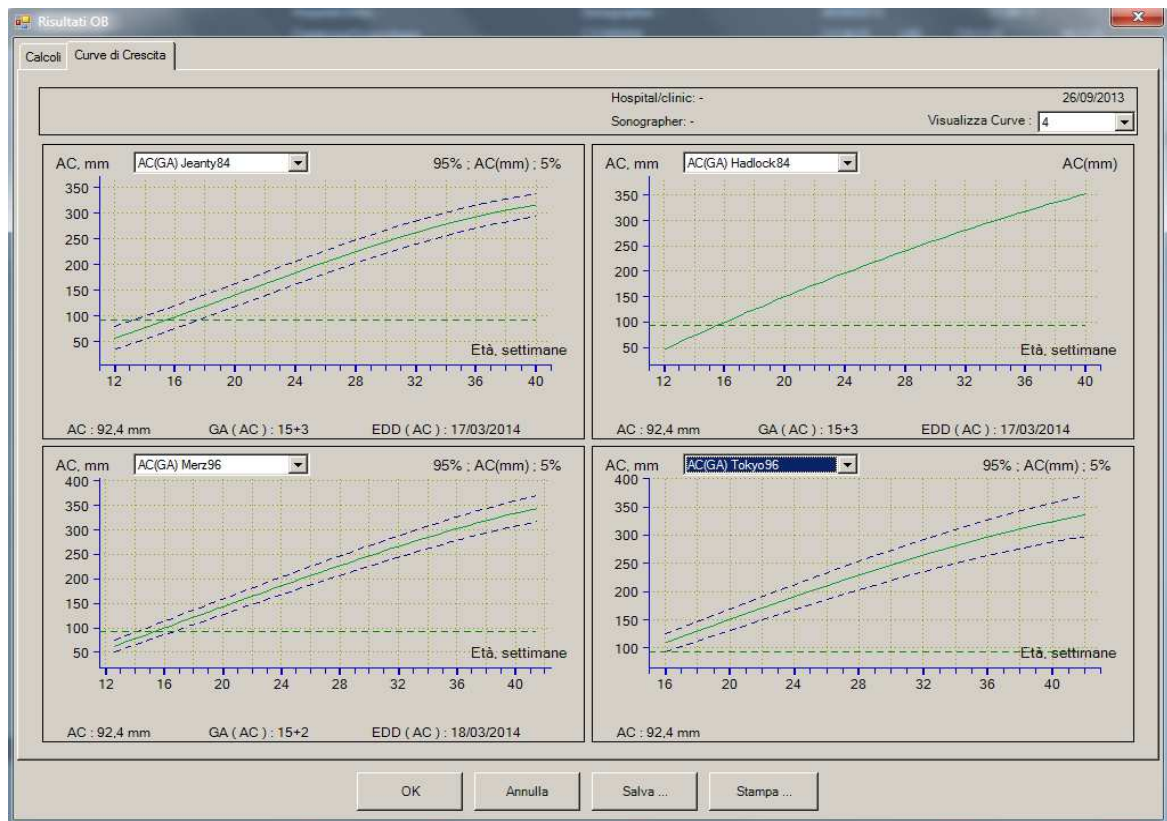 Risultati OB
Calcoli Curve di Crescita
Hospital/clinic: - 26/09/2013
Sonographer: - Visualizza Curve : 4
AC, mm AC(GA) Jeanty84 95% ; AC(mm) ; 5%
350
300
250
200
150
100
50
Età, settimane
12 16 20 24 28 32 36 40
AC : 92,4 mm GA ( AC ) : 15+3 EDD ( AC ) : 17/03/2014
AC, mm AC(GA) Hadlock84 AC(mm)
350
300
250
200
150
100
50
Età, settimane
12 16 20 24 28 32 36 40
AC : 92,4 mm GA ( AC ) : 15+3 EDD ( AC ) : 17/03/2014
AC, mm AC(GA) Merz96 95% ; AC(mm) ; 5%
400
350
300
250
200
150
100
50
Età, settimane
12 16 20 24 28 32 36 40
AC : 92,4 mm GA ( AC ) : 15+2 EDD ( AC ) : 18/03/2014
AC, mm AC(GA) Tokyo96 95% ; AC(mm) ; 5%
400
350
300
250
200
150
100
Età, settimane
16 20 24 28 32 36 40
AC : 92,4 mm
OK Annulla Salva ... Stampa ...